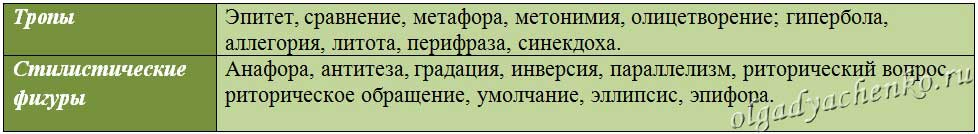 Тропы
Эпитет, сравнение, метафора, метонимия, олицетворение; гипербола,
аллегория, литота, перифраза, синекдоха.
Стилистические
фигуры
Анафора, антитеза, градация, инверсия, параллелизм, риторический вопрос,
риторическое обращение, умолчание, эллипсис, эпифора.
olgadyachenko.ru